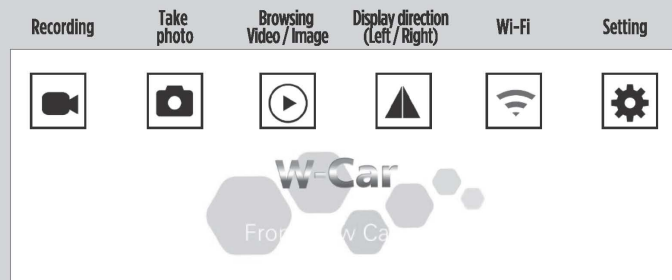 Recording
Take
photo
Browsing
Video / Image
Display direction
(Left / Right)
Wi-Fi
Setting
W-Car